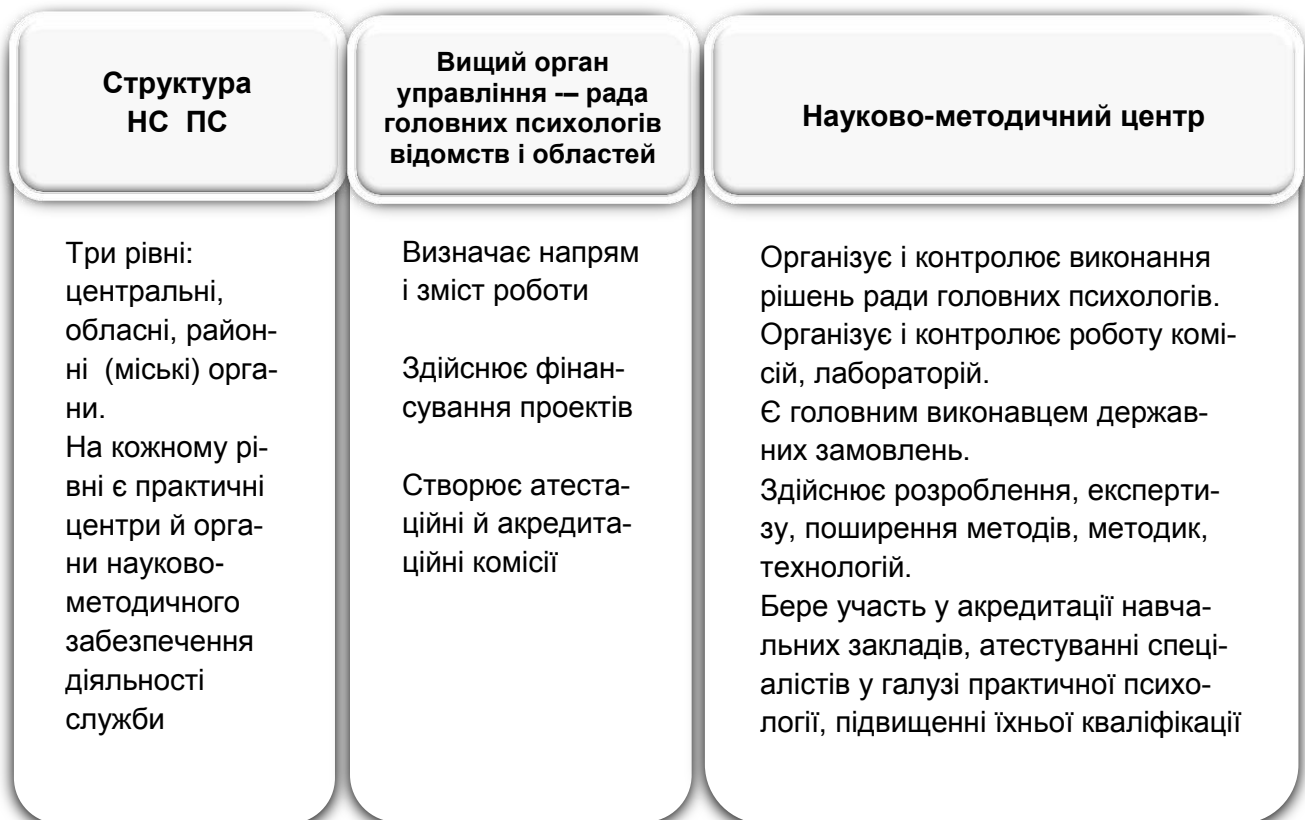 Структура
НС ПС
Три рівні:
центральні,
обласні, район-
ні (міські) орга-
ни.
На кожному рі-
вні є практичні
центри й орга-
ни науково-
методичного
забезпечення
діяльності
служби
Вищий орган
управління -– рада
головних психологів
відомств і областей
Визначає напрям
і зміст роботи
Здійснює фінан-
сування проектів
Створює атеста-
ційні й акредита-
ційні комісії
Науково-методичний центр
Організує і контролює виконання
рішень ради головних психологів.
Організує і контролює роботу комі-
сій, лабораторій.
Є головним виконавцем держав-
них замовлень.
Здійснює розроблення, експерти-
зу, поширення методів, методик,
технологій.
Бере участь у акредитації навча-
льних закладів, атестуванні спеці-
алістів у галузі практичної психо-
логії, підвищенні їхньої кваліфікації